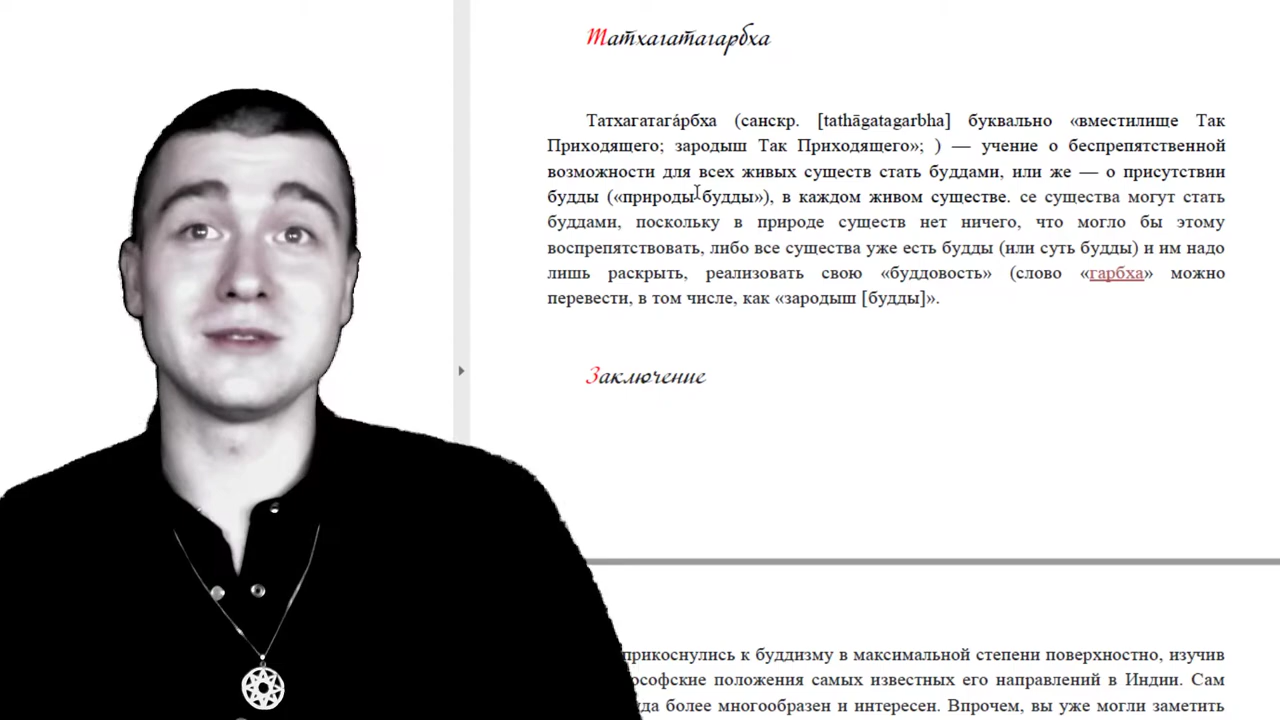 Татхагатагарбха
Татхагатага́рбха (санскр. [tathāgatagarbha] буквально «вместилище Так
Приходящего; зародыш Так Приходящего»; ) — учение о беспрепятственной
возможности для всех живых существ стать буддами, или же — о присутствии
будды («природы будды»), в каждом живом существе. се существа могут стать
буддами, поскольку в природе существ нет ничего, что могло бы этому
воспрепятствовать, либо все существа уже есть будды (или суть будды) и им надо
лишь раскрыть, реализовать свою «буддовость» (слово «гарбха» можно
перевести, в том числе, как «зародыш [будды]».
Заключение
прикоснулись к буддизму в максимальной степени поверхностно, изучив
положения самых известных его направлений в Индии. Сам
более многообразен и интересен. Впрочем, вы уже могли заметить